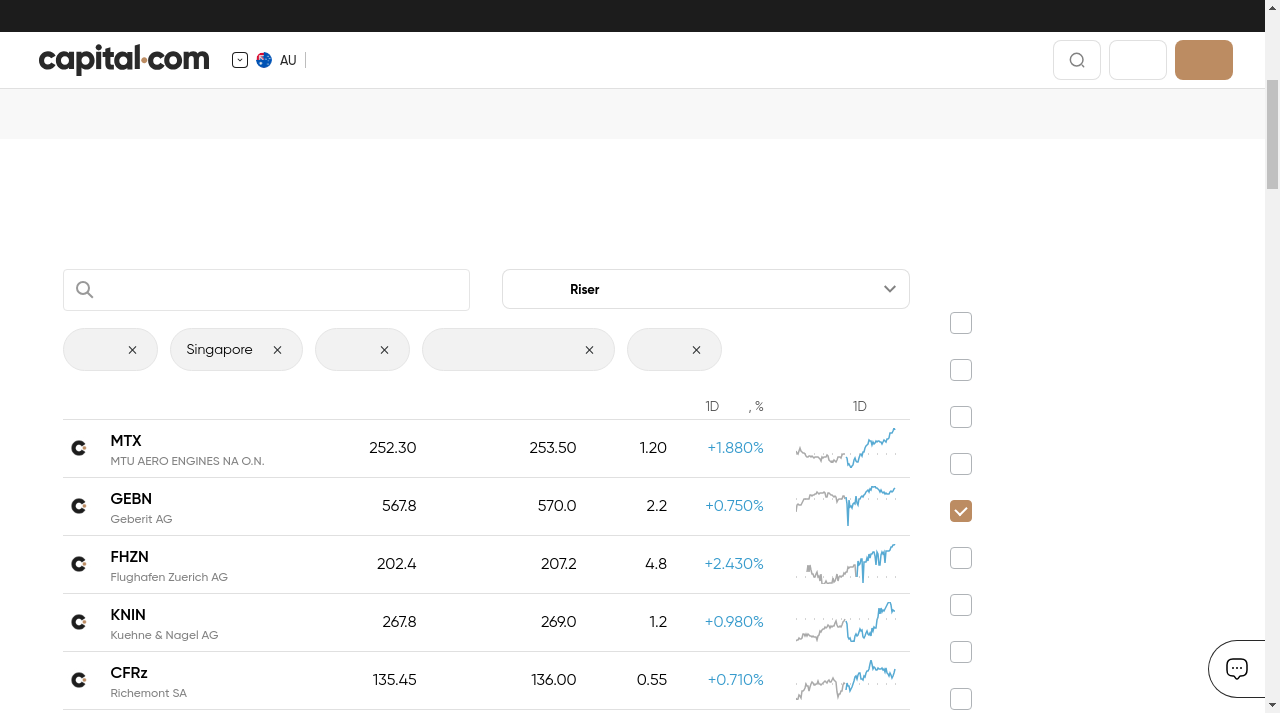 capital.com
AU
Riser
Singapore
1D , % 1D
MTX 252.30 253.50 1.20 +1.880%
MTU AERO ENGINES NA O.N.
GEBN 567.8 570.0 2.2 +0.750%
Geberit AG
FHZN 202.4 207.2 4.8 +2.430%
Flughafen Zuerich AG
KNIN 267.8 269.0 1.2 +0.980%
Kuehne & Nagel AG
CFRz 135.45 136.00 0.55 +0.710%
Richemont SA